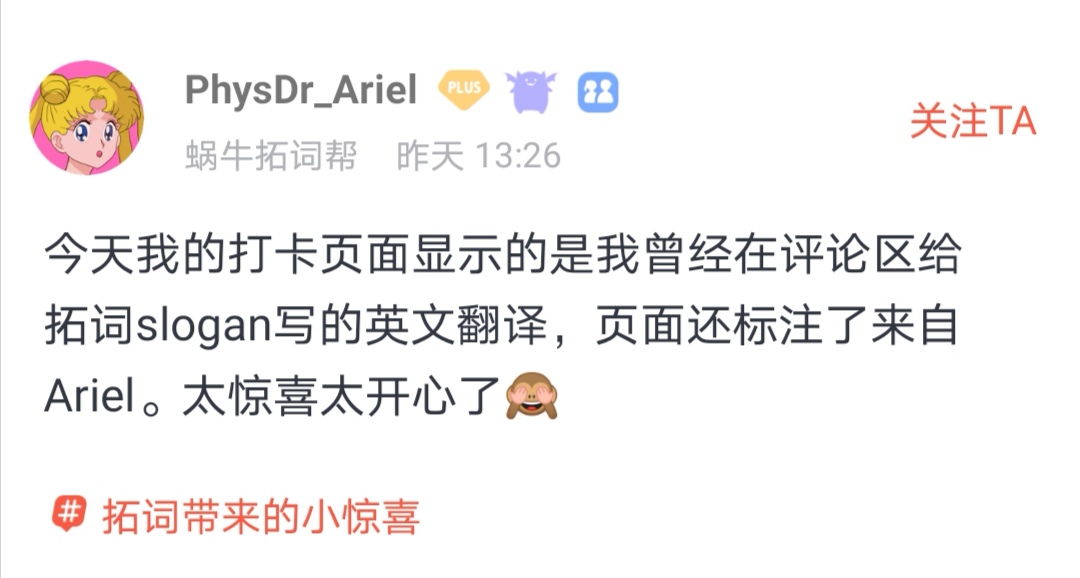 PhysDr_Ariel PLUS
关注TA
蜗牛拓词帮 昨天 13:26
今天我的打卡页面显示的是我曾经在评论区给
拓词slogan写的英文翻译，页面还标注了来自
Ariel。太惊喜太开心了🙈
# 拓词带来的小惊喜